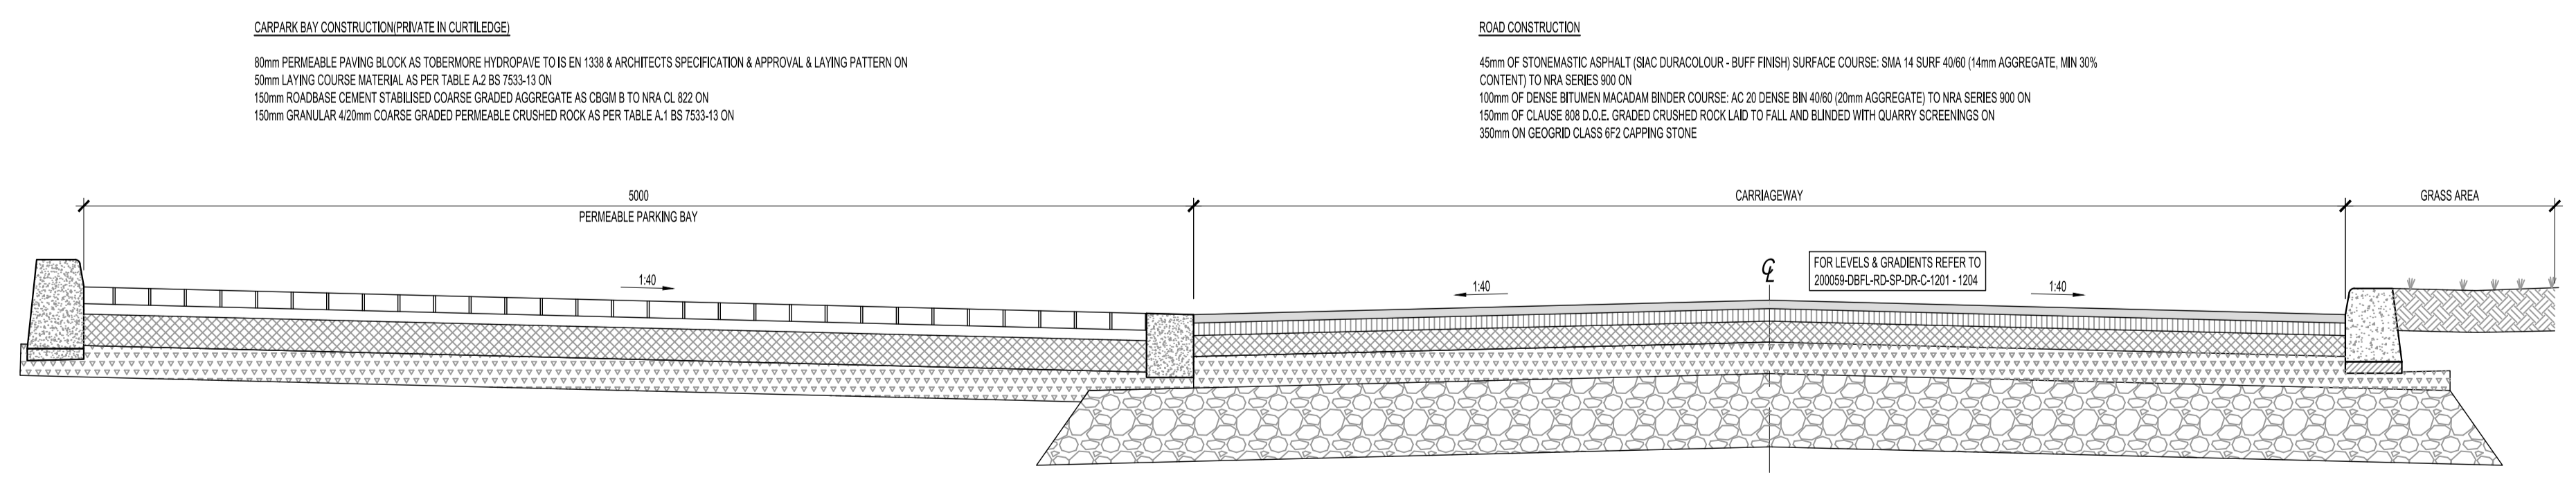 CARPARK BAY CONSTRUCTION(PRIVATE IN CURTILEDGE)
80mm PERMEABLE PAVING BLOCK AS TOBERMORE HYDROPAVE TO IS EN 1338 & ARCHITECTS SPECIFICATION & APPROVAL & LAYING PATTERN ON
50mm LAYING COURSE MATERIAL AS PER TABLE A.2 BS 7533-13 ON
150mm ROADBASE CEMENT STABILISED COARSE GRADED AGGREGATE AS CBGM B TO NRA CL 822 ON
150mm GRANULAR 4/20mm COARSE GRADED PERMEABLE CRUSHED ROCK AS PER TABLE A.1 BS 7533-13 ON
ROAD CONSTRUCTION
45mm OF STONEMASTIC ASPHALT (SIAC DURACOLOUR - BUFF FINISH) SURFACE COURSE: SMA 14 SURF 40/60 (14mm AGGREGATE, MIN 30%
CONTENT) TO NRA SERIES 900 ON
100mm OF DENSE BITUMEN MACADAM BINDER COURSE: AC 20 DENSE BIN 40/60 (20mm AGGREGATE) TO NRA SERIES 900 ON
150mm OF CLAUSE 808 D.O.E. GRADED CRUSHED ROCK LAID TO FALL AND BLINDED WITH QUARRY SCREENINGS ON
350mm ON GEOGRID CLASS 6F2 CAPPING STONE
5000
PERMEABLE PARKING BAY
CARRIAGEWAY
GRASS AREA
1:40
1:40
℄
FOR LEVELS & GRADIENTS REFER TO
200059-DBFL-RD-SP-DR-C-1201 - 1204
1:40